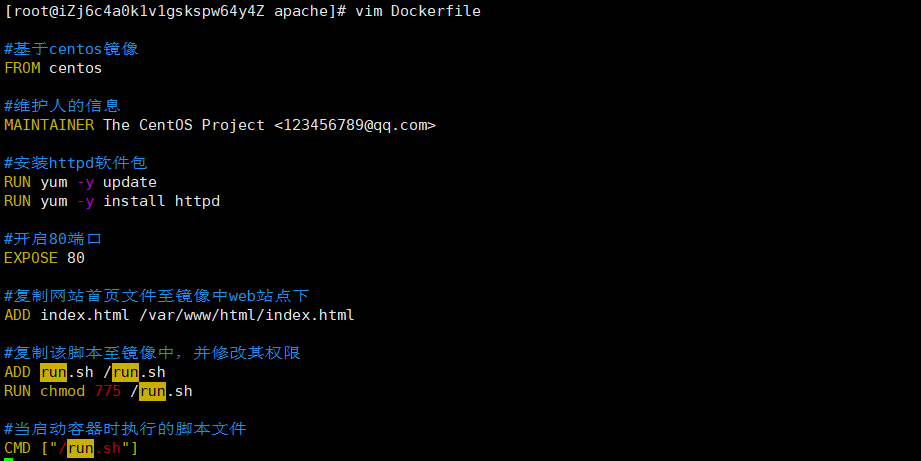 [root@iZj6c4a0k1v1gskspw64y4Z apache]# vim Dockerfile
#基于centos镜像
FROM centos
#维护人的信息
MAINTAINER The CentOS Project <123456789@qq.com>
#安装httpd软件包
RUN yum -y update
RUN yum -y install httpd
#开启80端口
EXPOSE 80
#复制网站首页文件至镜像中web站点下
ADD index.html /var/www/html/index.html
#复制该脚本至镜像中，并修改其权限
ADD run.sh /run.sh
RUN chmod 775 /run.sh
#当启动容器时执行的脚本文件
CMD ["/run.sh"]